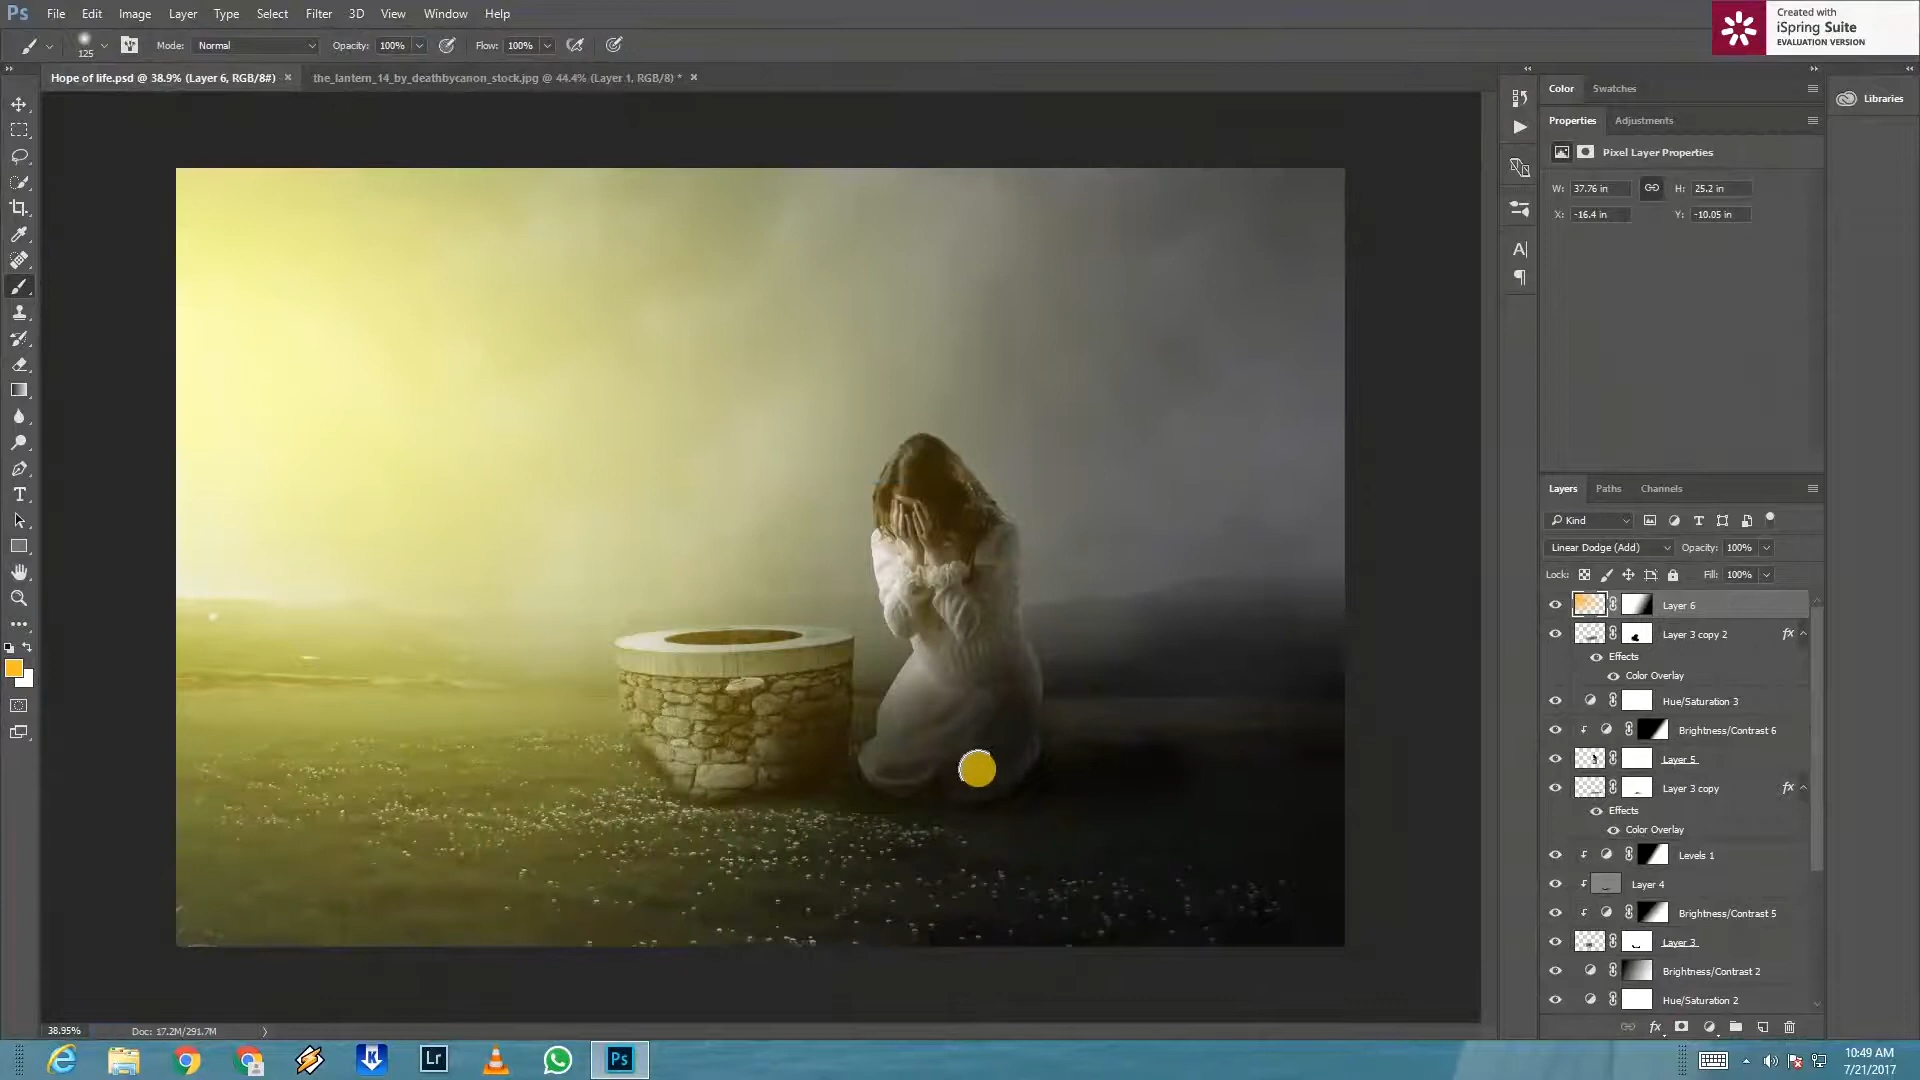 Ps File Edit Image Layer Type Select Filter 3D View Window Help
Created with
iSpring Suite
EVALUATION VERSION
125 Mode: Normal Opacity: 100% Flow: 100%
Hope of life.psd @ 38.9% (Layer 6, RGB/8#) × the_lantern_14_by_deathbycanon_stock.jpg @ 44.4% (Layer 1, RGB/8) * ×
Color Swatches
Libraries
Properties Adjustments
Pixel Layer Properties
W: 37.76 in H: 25.2 in
X: -16.4 in Y: -10.05 in
Layers Paths Channels
Kind
Linear Dodge (Add) Opacity: 100%
Lock: Fill: 100%
Layer 6
Layer 3 copy 2 fx
Effects
Color Overlay
Hue/Saturation 3
Brightness/Contrast 6
Layer 5
Layer 3 copy fx
Effects
Color Overlay
Levels 1
Layer 4
Brightness/Contrast 5
Layer 3
Brightness/Contrast 2
Hue/Saturation 2
fx
38.95% Doc: 17.2M/291.7M
Lr Ps
10:49 AM
7/21/2017